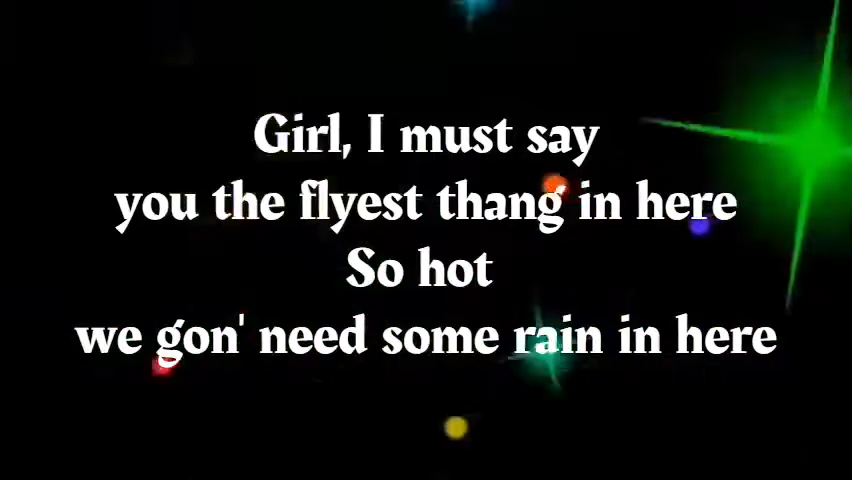 Girl, I must say
you the flyest thang in here
So hot
we gon' need some rain in here